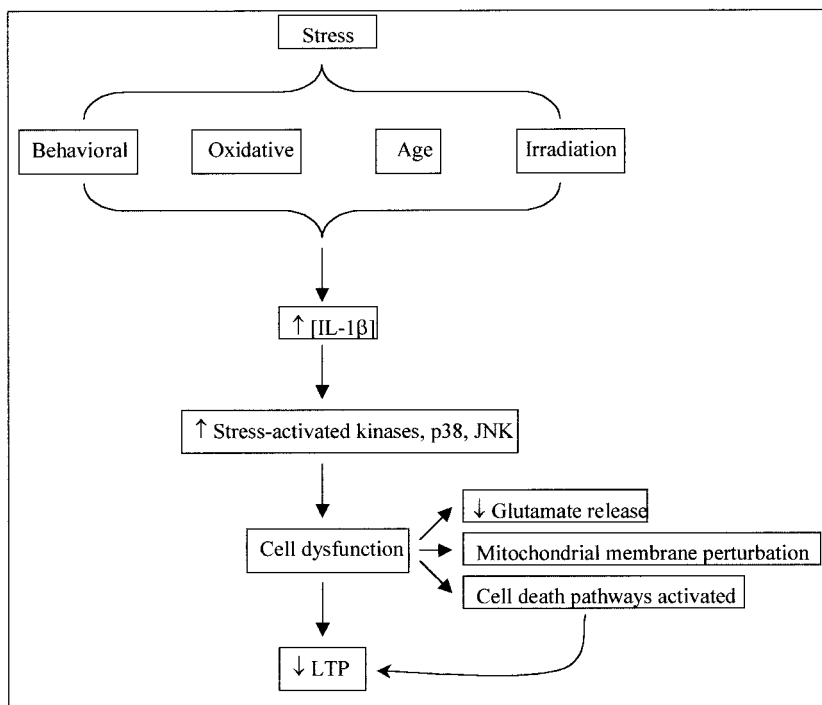 Stress
Behavioral
Oxidative
Age
Irradiation
↑ [IL-1β]
↑ Stress-activated kinases, p38, JNK
↓ Glutamate release
Cell dysfunction
Mitochondrial membrane perturbation
Cell death pathways activated
↓ LTP